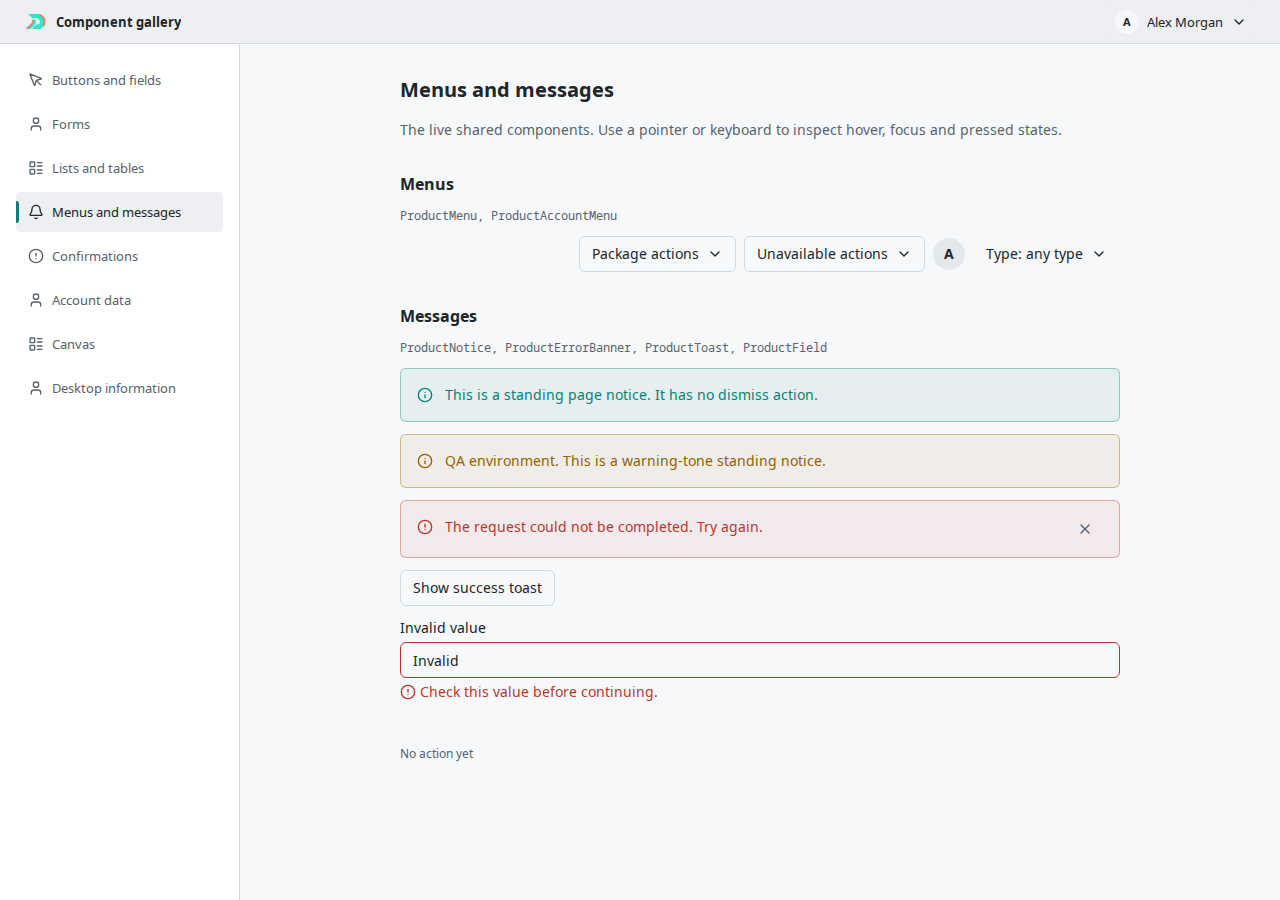 Component gallery
A
Alex Morgan
Buttons and fields
Forms
Lists and tables
Menus and messages
Confirmations
Account data
Canvas
Desktop information
Menus and messages
The live shared components. Use a pointer or keyboard to inspect hover, focus and pressed states.
Menus
ProductMenu, ProductAccountMenu
Package actions
Unavailable actions
A
Type: any type
Messages
ProductNotice, ProductErrorBanner, ProductToast, ProductField
This is a standing page notice. It has no dismiss action.
QA environment. This is a warning-tone standing notice.
The request could not be completed. Try again.
Show success toast
Invalid value
Invalid
Check this value before continuing.
No action yet